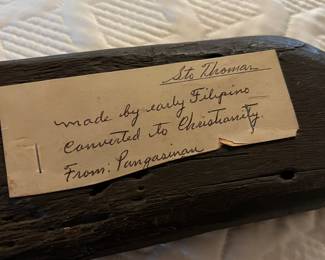 Sto Thomas
made by early Filipino
converted to Christianity.
From: Pangasinan